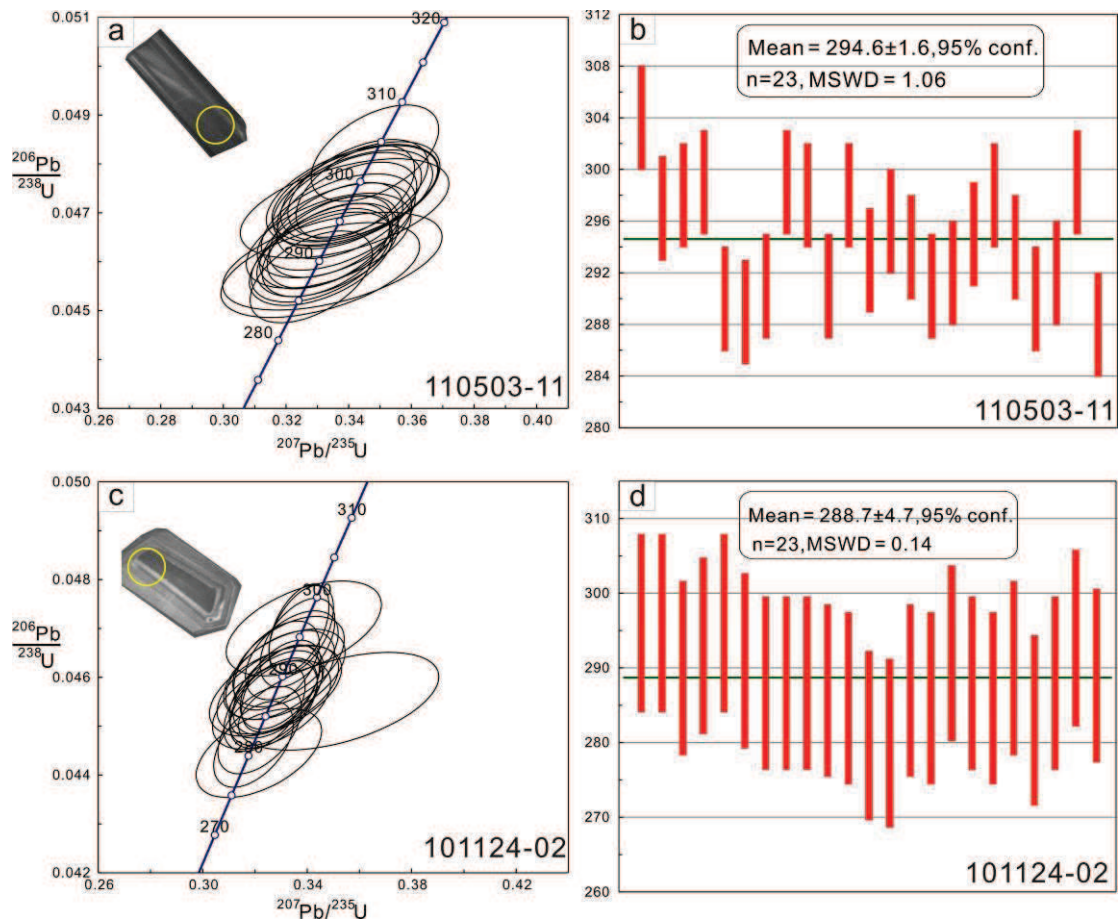 a
0.051
0.049
0.047
0.045
0.043
206Pb
238U
320
310
300
290
280
110503-11
0.26 0.28 0.30 0.32 0.34 0.36 0.38 0.40
207Pb/235U
b
312
308
304
300
296
292
288
284
280
Mean = 294.6±1.6,95% conf.
n=23, MSWD = 1.06
110503-11
c
0.050
0.048
0.046
0.044
0.042
206Pb
238U
310
300
290
280
270
101124-02
0.26 0.30 0.34 0.38 0.42
207Pb/235U
d
315
310
300
290
280
270
260
Mean = 288.7±4.7,95% conf.
n=23,MSWD = 0.14
101124-02